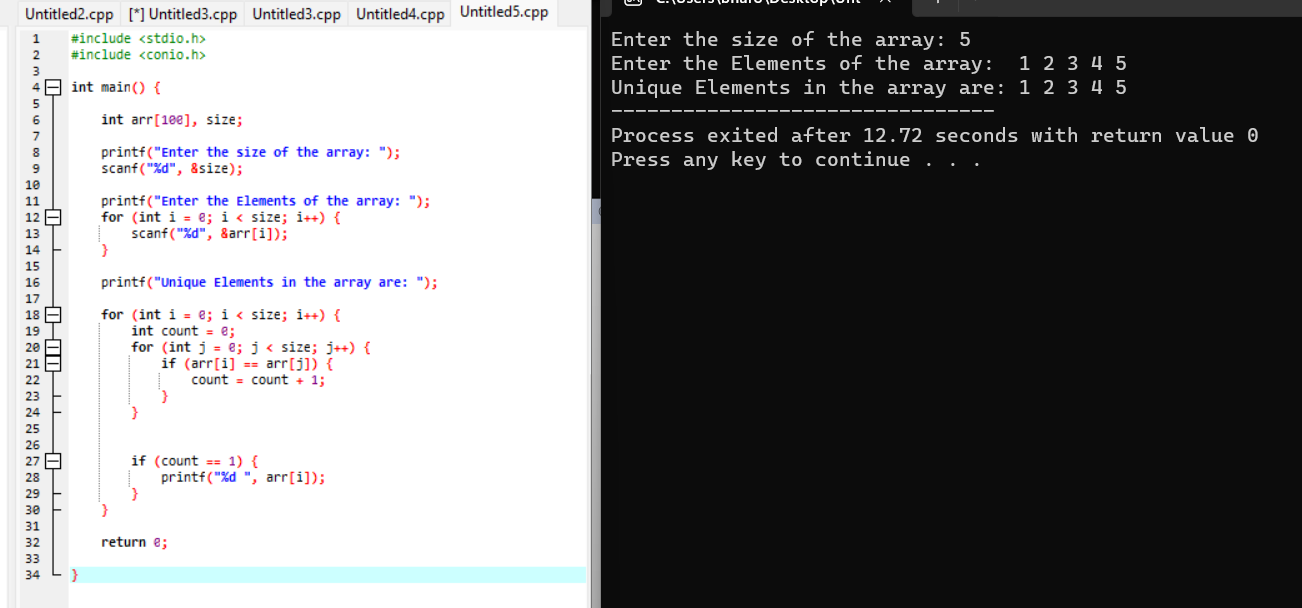 Untitled2.cpp [*] Untitled3.cpp Untitled3.cpp Untitled4.cpp Untitled5.cpp
1 #include <stdio.h>
2 #include <conio.h>
3
4 int main() {
5
6 int arr[100], size;
7
8 printf("Enter the size of the array: ");
9 scanf("%d", &size);
10
11 printf("Enter the Elements of the array: ");
12 for (int i = 0; i < size; i++) {
13 scanf("%d", &arr[i]);
14 }
15
16 printf("Unique Elements in the array are: ");
17
18 for (int i = 0; i < size; i++) {
19 int count = 0;
20 for (int j = 0; j < size; j++) {
21 if (arr[i] == arr[j]) {
22 count = count + 1;
23 }
24 }
25
26
27 if (count == 1) {
28 printf("%d ", arr[i]);
29 }
30 }
31
32 return 0;
33
34 }
Enter the size of the array: 5
Enter the Elements of the array:  1 2 3 4 5
Unique Elements in the array are: 1 2 3 4 5
--------------------------------
Process exited after 12.72 seconds with return value 0
Press any key to continue . . .